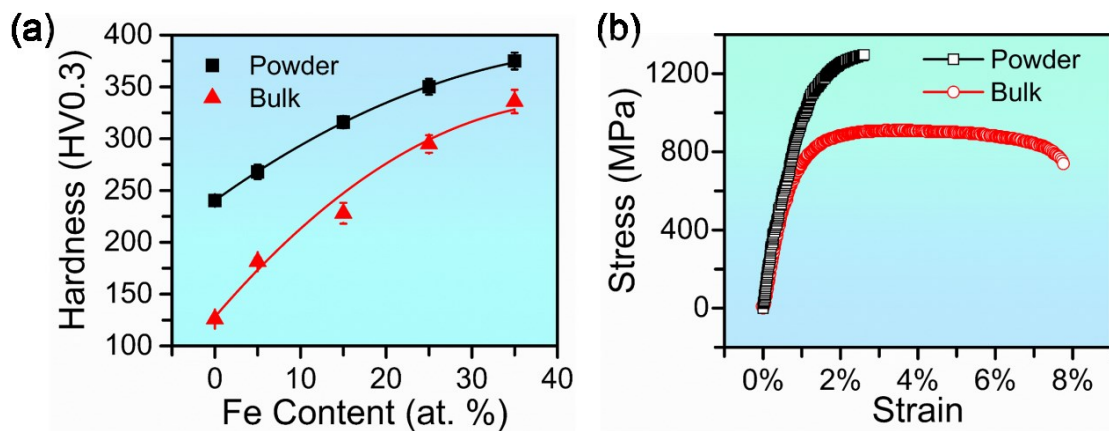 (a)
400
350
300
250
200
150
100
Hardness (HV0.3)
Powder
Bulk
0
10
20
30
40
Fe Content (at. %)
(b)
1200
800
400
0
Stress (MPa)
Powder
Bulk
0%
2%
4%
6%
8%
Strain